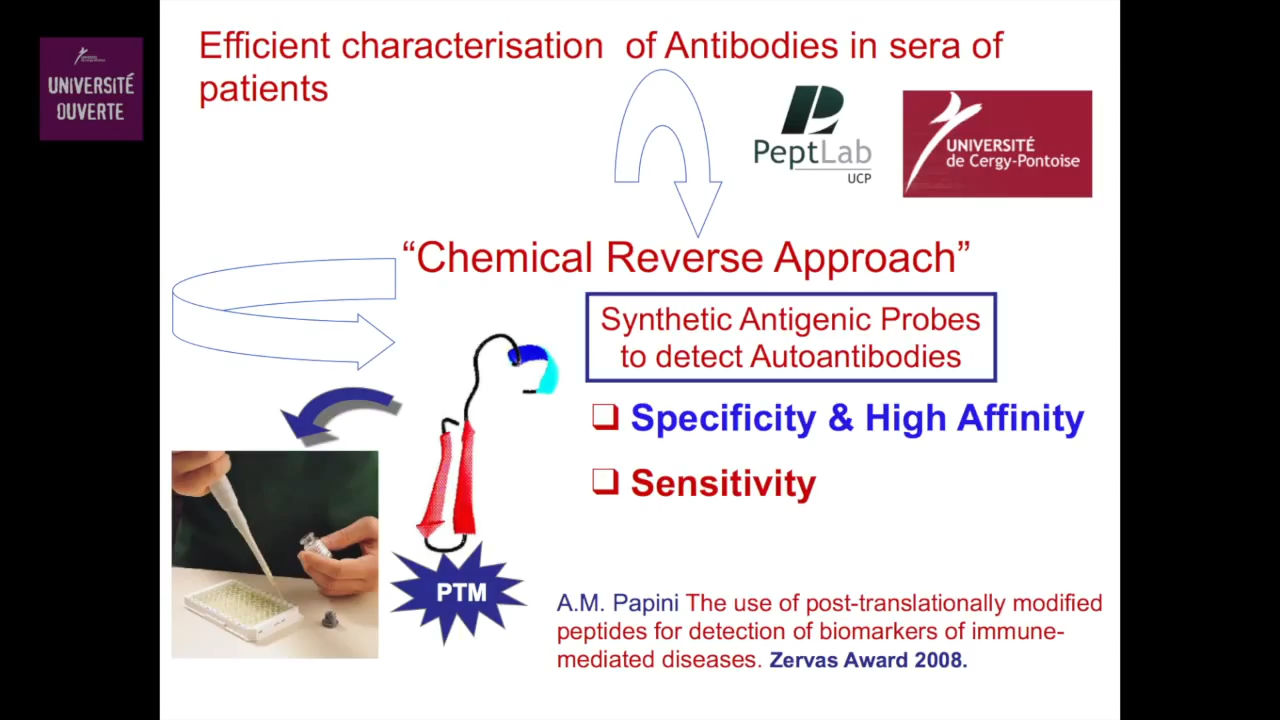 Efficient characterisation of Antibodies in sera of
patients
UNIVERSITÉ
OUVERTE
PeptLab
UCP
UNIVERSITÉ
de Cergy-Pontoise
“Chemical Reverse Approach”
Synthetic Antigenic Probes
to detect Autoantibodies
Specificity & High Affinity
Sensitivity
PTM
A.M. Papini The use of post-translationally modified
peptides for detection of biomarkers of immune-
mediated diseases. Zervas Award 2008.